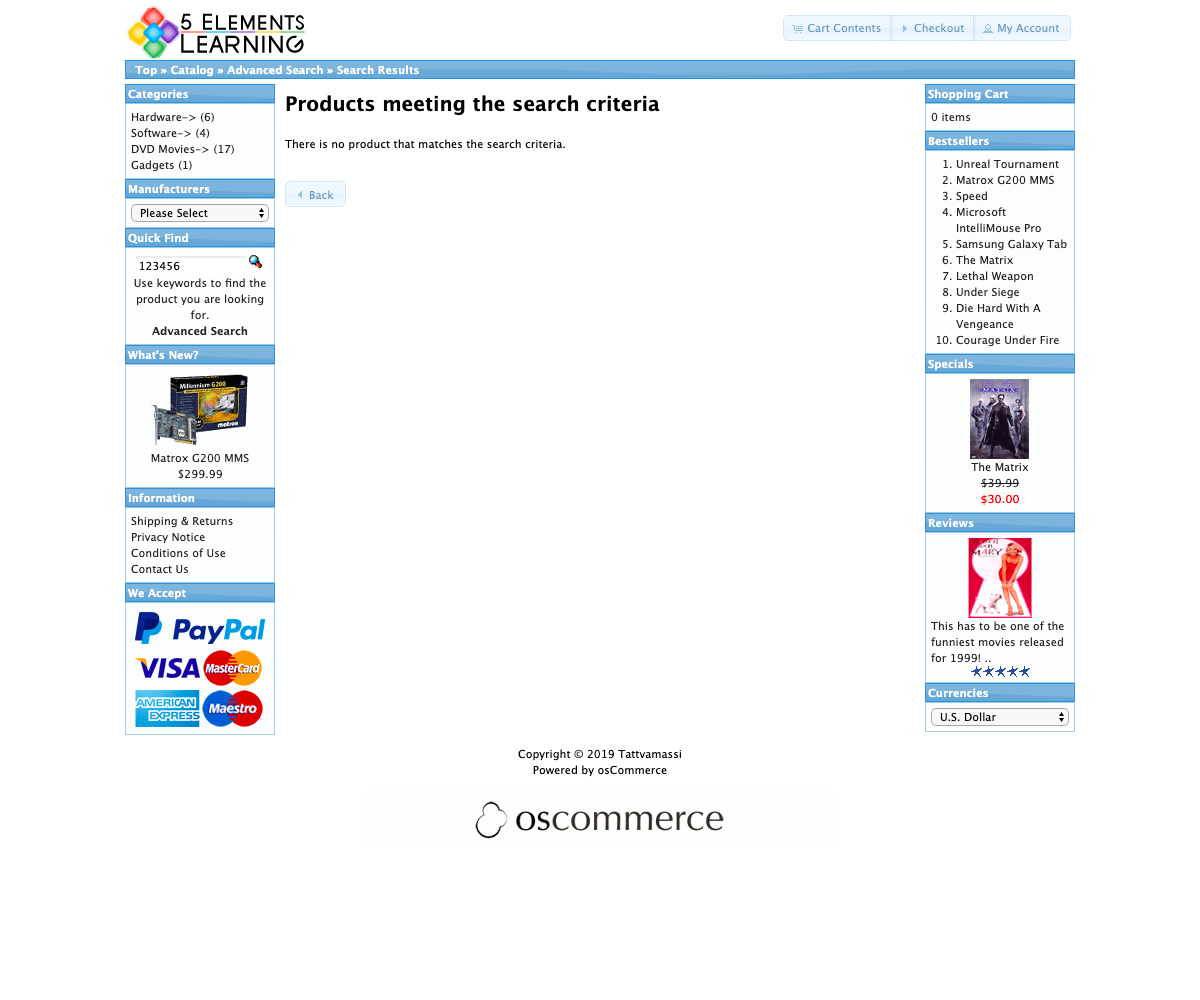 5 ELEMENTS
LEARNING
Cart Contents
Checkout
My Account
Top » Catalog » Advanced Search » Search Results
Categories
Hardware-> (6)
Software-> (4)
DVD Movies-> (17)
Gadgets (1)
Manufacturers
Please Select
Quick Find
123456
Use keywords to find the
product you are looking
for.
Advanced Search
What's New?
Millennium G200
matrox
Matrox G200 MMS
$299.99
Information
Shipping & Returns
Privacy Notice
Conditions of Use
Contact Us
We Accept
PayPal
VISA
MasterCard
AMERICAN
EXPRESS
Maestro
Products meeting the search criteria
There is no product that matches the search criteria.
Back
Shopping Cart
0 items
Bestsellers
1. Unreal Tournament
2. Matrox G200 MMS
3. Speed
4. Microsoft
IntelliMouse Pro
5. Samsung Galaxy Tab
6. The Matrix
7. Lethal Weapon
8. Under Siege
9. Die Hard With A
Vengeance
10. Courage Under Fire
Specials
MATRIX
The Matrix
$39.99
$30.00
Reviews
MARY
This has to be one of the
funniest movies released
for 1999! ..
Currencies
U.S. Dollar
Copyright © 2019 Tattvamassi
Powered by osCommerce
oscommerce